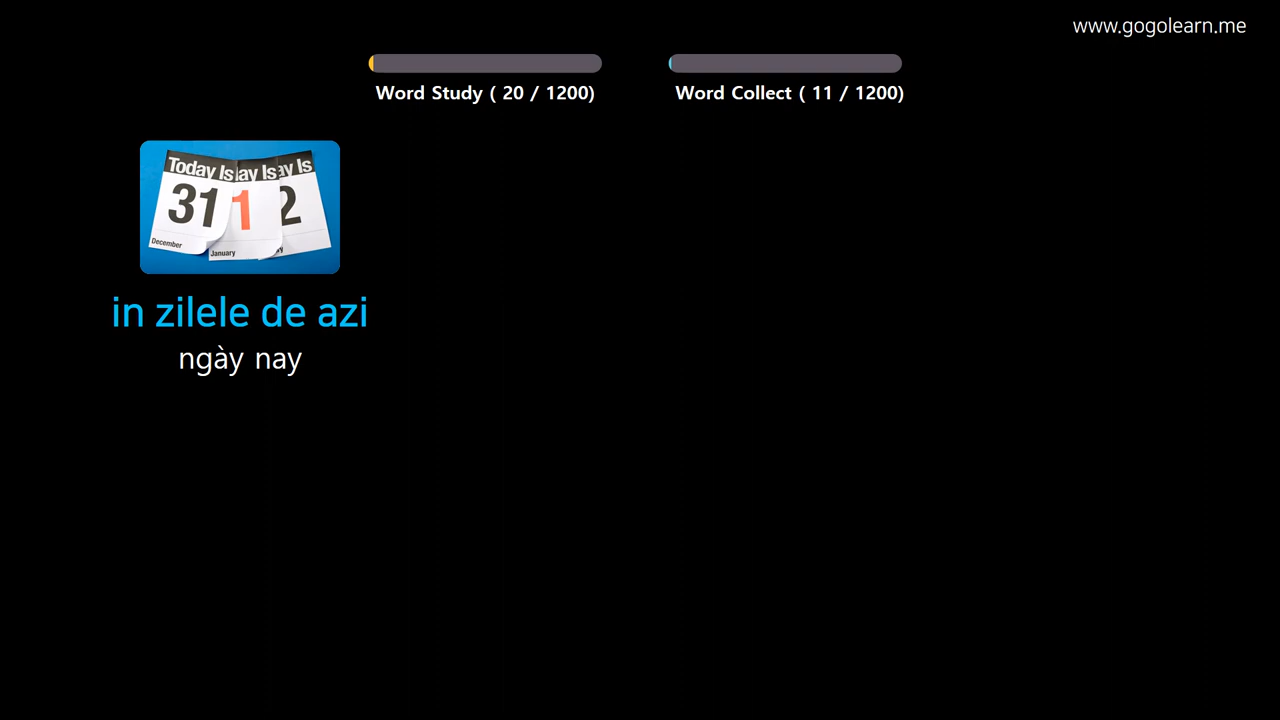 www.gogolearn.me
Word Study ( 20 / 1200)
Word Collect ( 11 / 1200)
Today Is ay Is ay Is
31 1 2
December
January
in zilele de azi
ngày nay